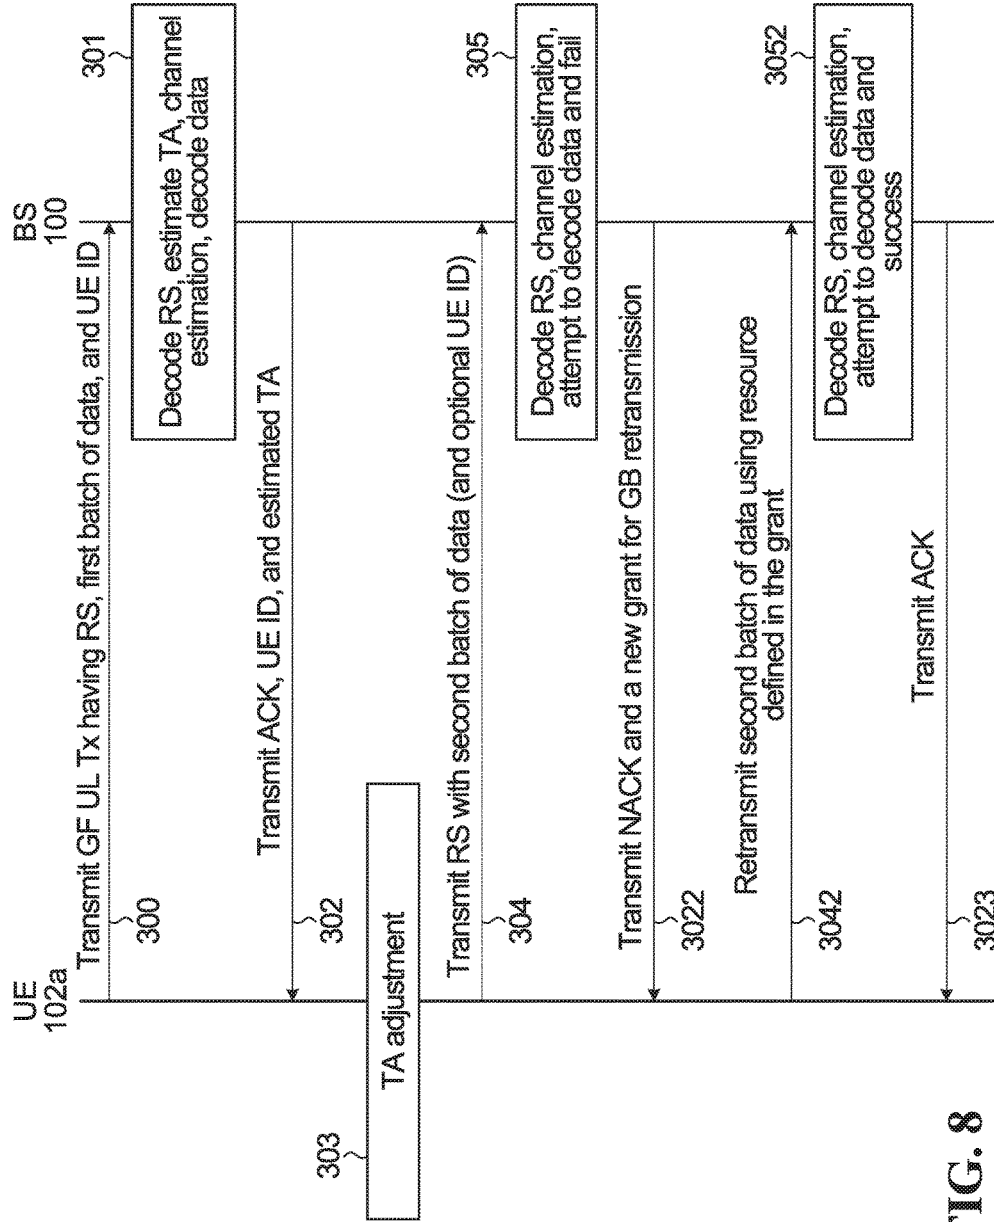 UE
102a
BS
100
Transmit GF UL Tx having RS, first batch of data, and UE ID
300
301
Decode RS, estimate TA, channel
estimation, decode data
Transmit ACK, UE ID, and estimated TA
302
303
TA adjustment
Transmit RS with second batch of data (and optional UE ID)
304
305
Decode RS, channel estimation,
attempt to decode data and fail
Transmit NACK and a new grant for GB retransmission
3022
Retransmit second batch of data using resource
defined in the grant
3042
3052
Decode RS, channel estimation,
attempt to decode data and
success
Transmit ACK
3023
FIG. 8